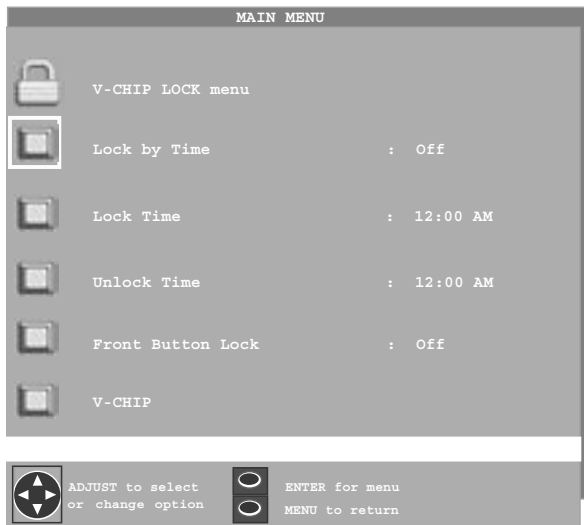 MAIN MENU
V-CHIP LOCK menu
Lock by Time : Off
Lock Time : 12:00 AM
Unlock Time : 12:00 AM
Front Button Lock : Off
V-CHIP
ADJUST to select
or change option
ENTER for menu
MENU to return